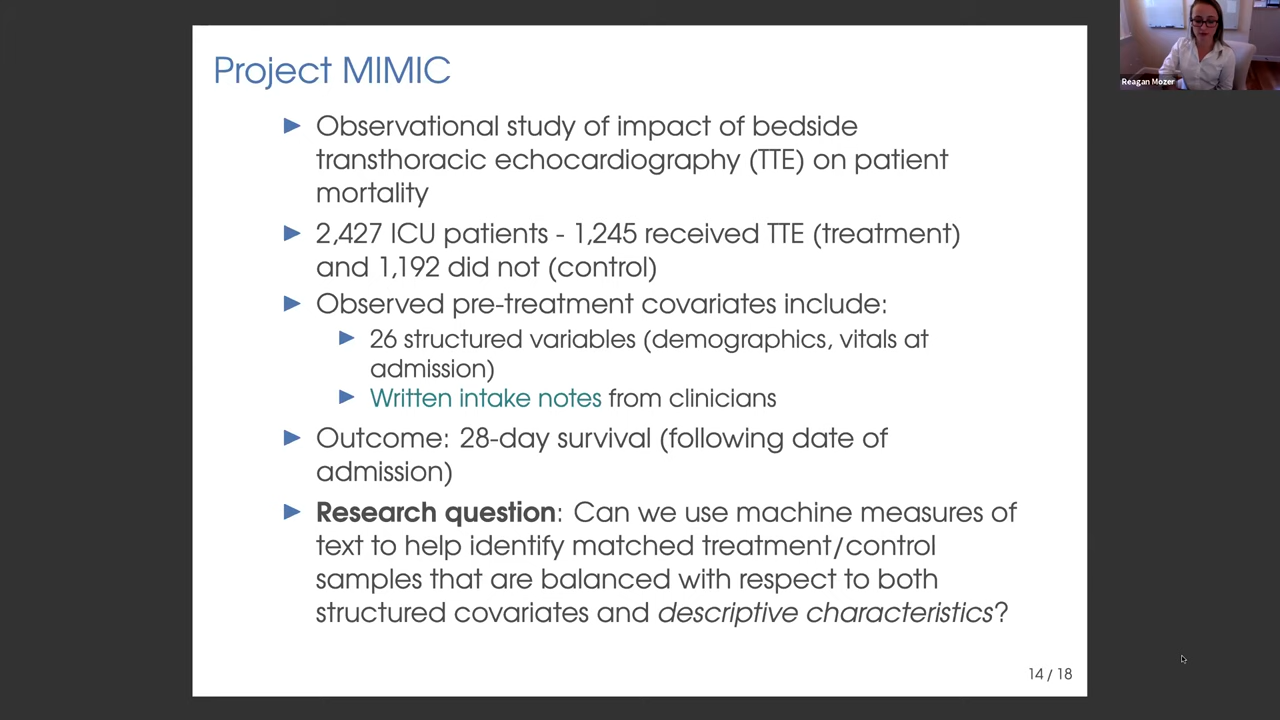 Project MIMIC
Reagan Mozer
▶ Observational study of impact of bedside
transthoracic echocardiography (TTE) on patient
mortality
▶ 2,427 ICU patients - 1,245 received TTE (treatment)
and 1,192 did not (control)
▶ Observed pre-treatment covariates include:
▶ 26 structured variables (demographics, vitals at
admission)
▶ Written intake notes from clinicians
▶ Outcome: 28-day survival (following date of
admission)
▶ Research question: Can we use machine measures of
text to help identify matched treatment/control
samples that are balanced with respect to both
structured covariates and descriptive characteristics?
14 / 18